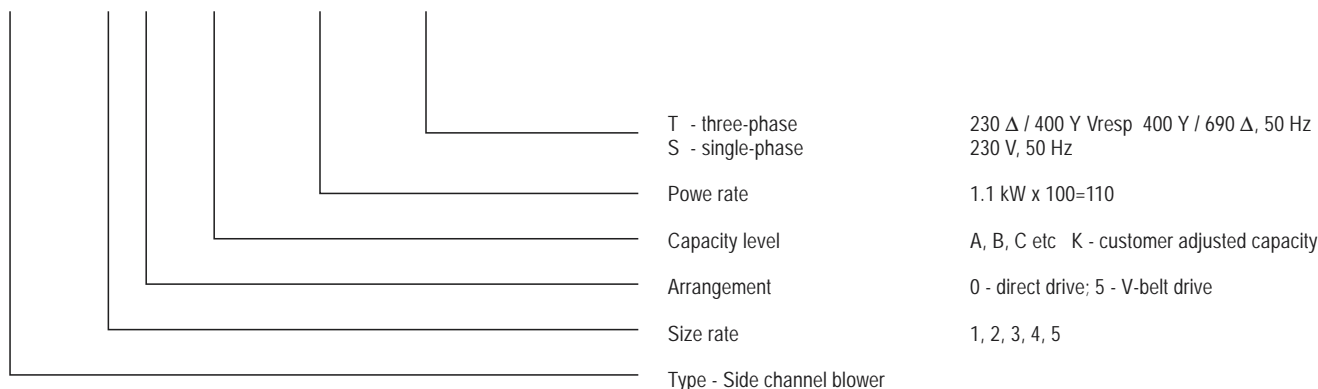 T - three-phase 230 Δ / 400 Y Vresp 400 Y / 690 Δ, 50 Hz
S - single-phase 230 V, 50 Hz
Powe rate 1.1 kW x 100=110
Capacity level A, B, C etc K - customer adjusted capacity
Arrangement 0 - direct drive; 5 - V-belt drive
Size rate 1, 2, 3, 4, 5
Type - Side channel blower